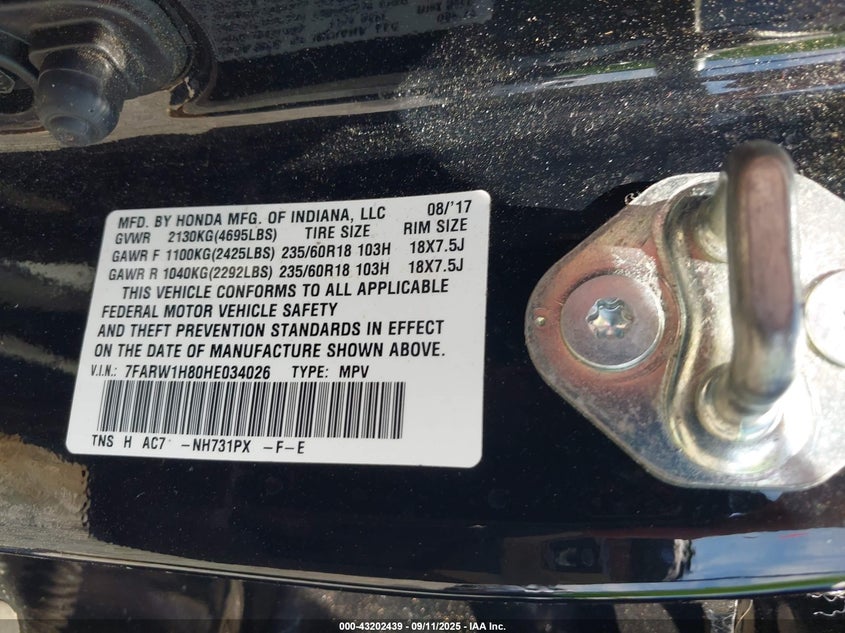 MFD. BY HONDA MFG. OF INDIANA, LLC 08/'17
GVWR 2130KG(4695LBS) TIRE SIZE RIM SIZE
GAWR F 1100KG(2425LBS) 235/60R18 103H 18X7.5J
GAWR R 1040KG(2292LBS) 235/60R18 103H 18X7.5J
THIS VEHICLE CONFORMS TO ALL APPLICABLE
FEDERAL MOTOR VEHICLE SAFETY
AND THEFT PREVENTION STANDARDS IN EFFECT
ON THE DATE OF MANUFACTURE SHOWN ABOVE.
V.I.N.: 7FARW1H80HE034026 TYPE: MPV
TNS H AC7 -NH731PX -F-E
000-43202439 - 09/11/2025 - IAA Inc.